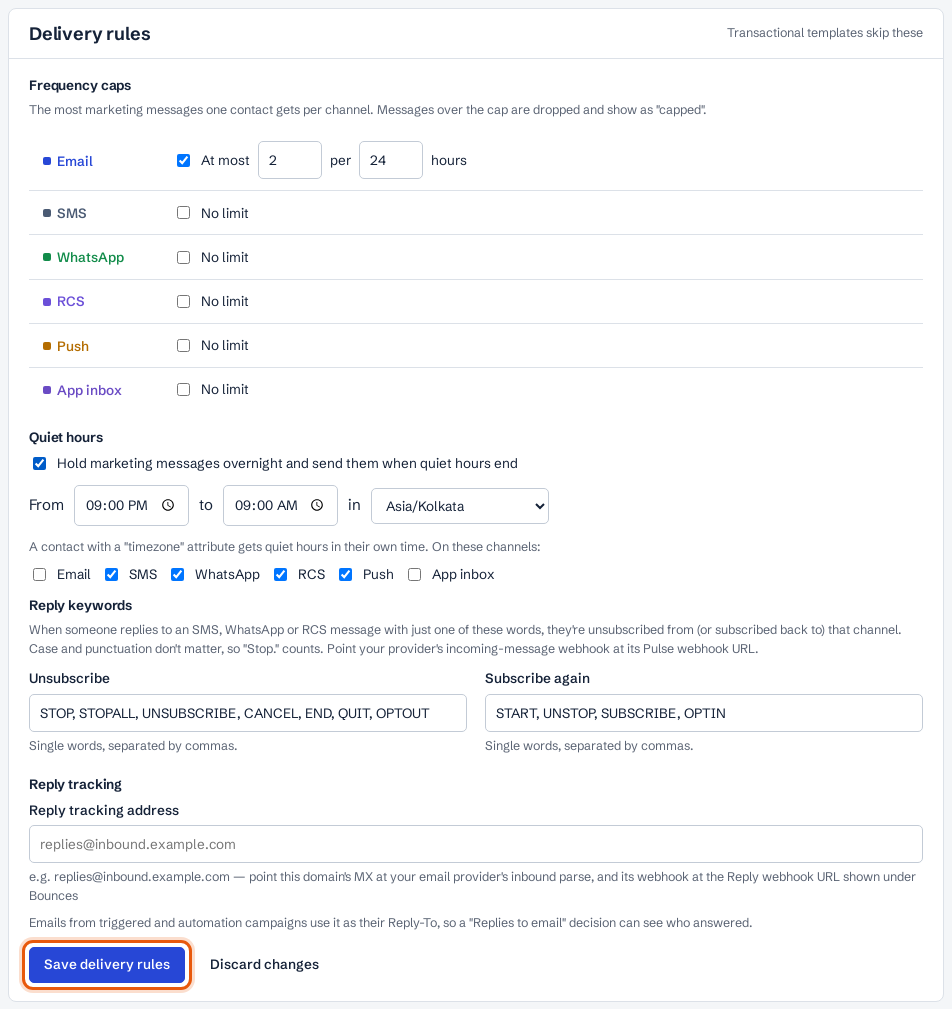 Delivery rules
Transactional templates skip these
Frequency caps
The most marketing messages one contact gets per channel. Messages over the cap are dropped and show as "capped".
Email At most 2 per 24 hours
SMS No limit
WhatsApp No limit
RCS No limit
Push No limit
App inbox No limit
Quiet hours
Hold marketing messages overnight and send them when quiet hours end
From 09:00 PM to 09:00 AM in Asia/Kolkata
A contact with a "timezone" attribute gets quiet hours in their own time. On these channels:
Email SMS WhatsApp RCS Push App inbox
Reply keywords
When someone replies to an SMS, WhatsApp or RCS message with just one of these words, they're unsubscribed from (or subscribed back to) that channel.
Case and punctuation don't matter, so "Stop." counts. Point your provider's incoming-message webhook at its Pulse webhook URL.
Unsubscribe
STOP, STOPALL, UNSUBSCRIBE, CANCEL, END, QUIT, OPTOUT
Single words, separated by commas.
Subscribe again
START, UNSTOP, SUBSCRIBE, OPTIN
Single words, separated by commas.
Reply tracking
Reply tracking address
replies@inbound.example.com
e.g. replies@inbound.example.com — point this domain's MX at your email provider's inbound parse, and its webhook at the Reply webhook URL shown under
Bounces
Emails from triggered and automation campaigns use it as their Reply-To, so a "Replies to email" decision can see who answered.
Save delivery rules Discard changes